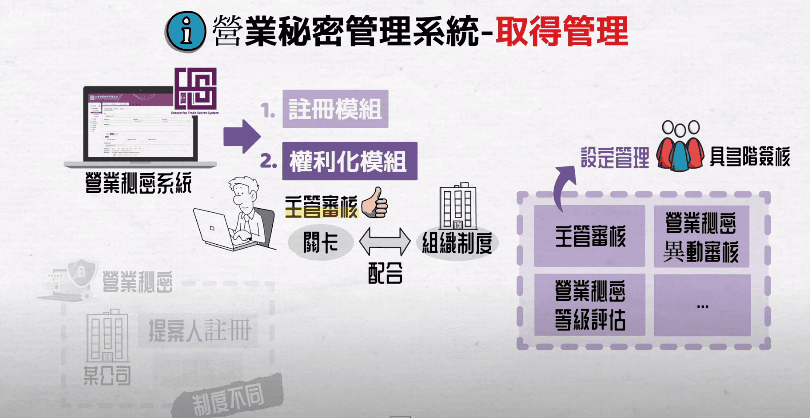 營業秘密管理系統-取得管理
Enterprise Trade Secret System
營業秘密系統
1. 註冊模組
2. 權利化模組
主管審核
關卡
組織制度
配合
設定管理
具多階簽核
主管審核
營業秘密
異動審核
營業秘密
等級評估
...
營業秘密
提案人註冊
某公司
制度不同